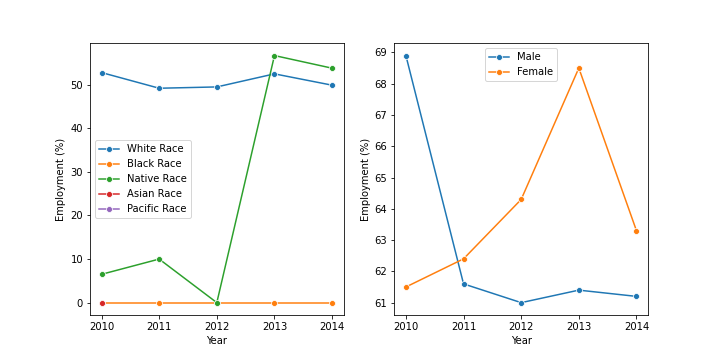 Employment (%)
50
40
30
20
10
0
White Race
Black Race
Native Race
Asian Race
Pacific Race
2010 2011 2012 2013 2014
Year
Employment (%)
69
68
67
66
65
64
63
62
61
Male
Female
2010 2011 2012 2013 2014
Year